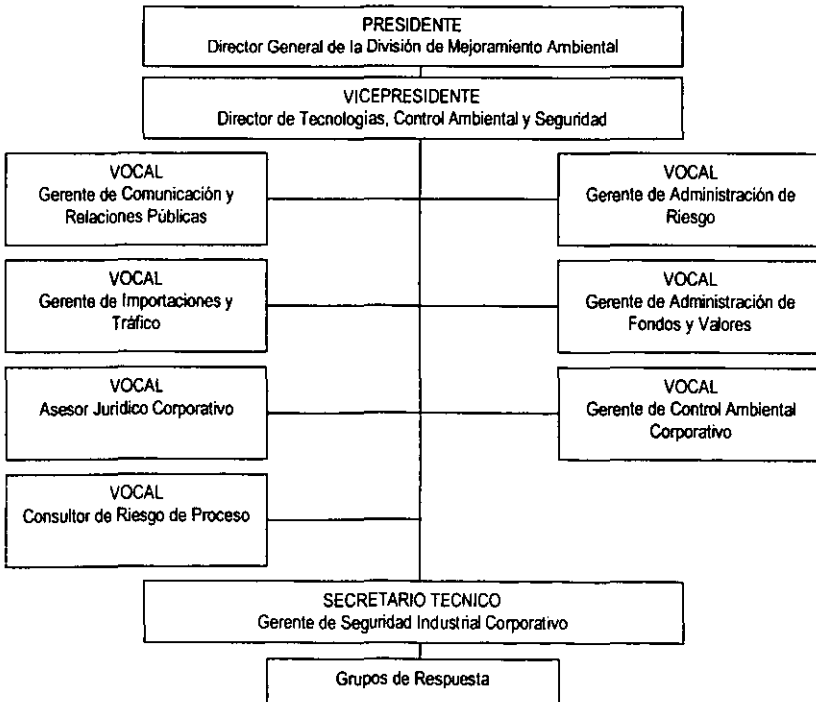 PRESIDENTE
Director General de la División de Mejoramiento Ambiental
VICEPRESIDENTE
Director de Tecnologías, Control Ambiental y Seguridad
VOCAL
Gerente de Comunicación y
Relaciones Públicas
VOCAL
Gerente de Administración de
Riesgo
VOCAL
Gerente de Importaciones y
Tráfico
VOCAL
Gerente de Administración de
Fondos y Valores
VOCAL
Asesor Jurídico Corporativo
VOCAL
Gerente de Control Ambiental
Corporativo
VOCAL
Consultor de Riesgo de Proceso
SECRETARIO TECNICO
Gerente de Seguridad Industrial Corporativo
Grupos de Respuesta